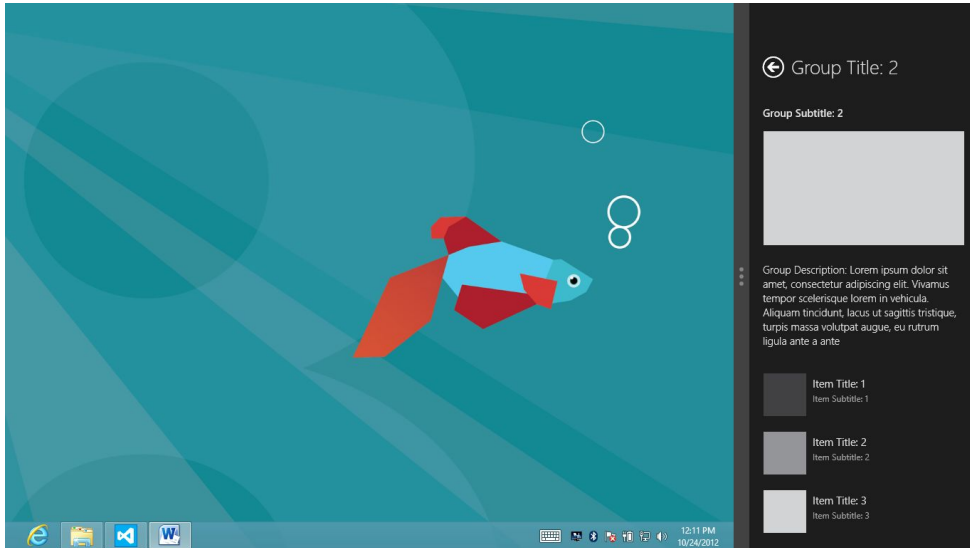 Group Title: 2
Group Subtitle: 2
Group Description: Lorem ipsum dolor sit
amet, consectetur adipiscing elit. Vivamus
tempor scelerisque lorem in vehicula.
Aliquam tincidunt, lacus ut sagittis tristique,
turpis massa volutpat augue, eu rutrum
ligula ante a ante
Item Title: 1
Item Subtitle: 1
Item Title: 2
Item Subtitle: 2
Item Title: 3
Item Subtitle: 3
12:11 PM
10/24/2012